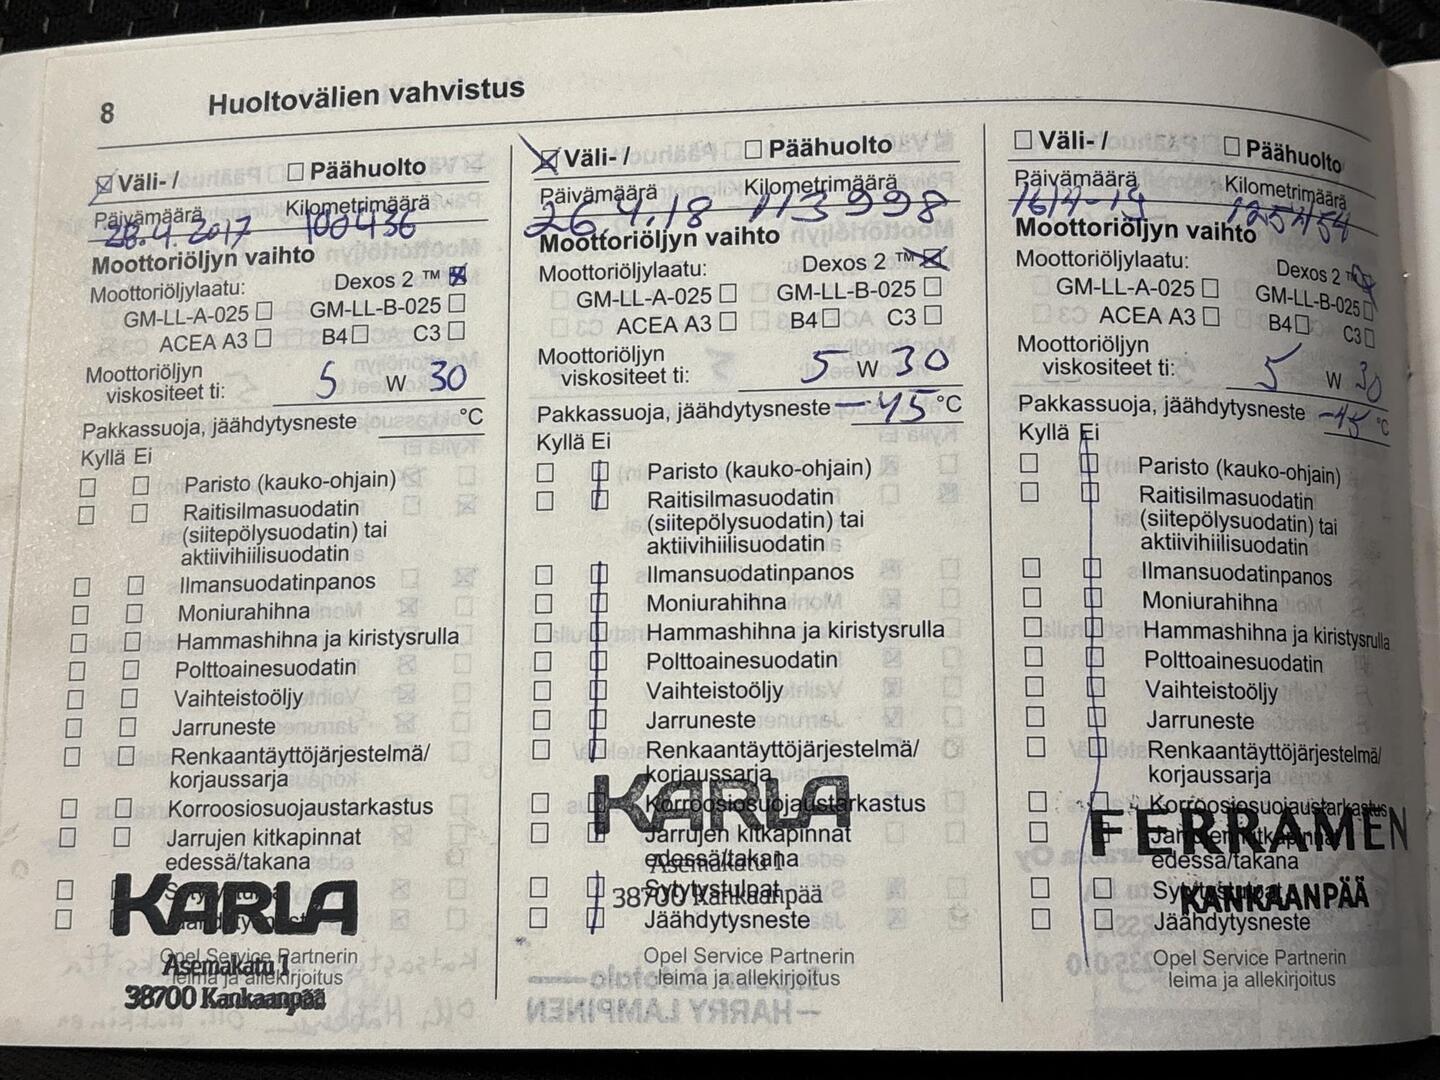 8 Huoltovälien vahvistus
Väli- / Päähuolto
Päivämäärä Kilometrimäärä
28.4.2017 100436
Moottoriöljyn vaihto
Moottoriöljylaatu: Dexos 2 ™
GM-LL-A-025 GM-LL-B-025
ACEA A3 B4 C3
Moottoriöljyn
viskositeet ti: 5 W 30
Pakkassuoja, jäähdytysneste °C
Kyllä Ei
Paristo (kauko-ohjain)
Raitisilmasuodatin
(siitepölysuodatin) tai
aktiivihiilisuodatin
Ilmansuodatinpanos
Moniurahihna
Hammashihna ja kiristysrulla
Polttoainesuodatin
Vaihteistoöljy
Jarruneste
Renkaantäyttöjärjestelmä/
korjaussarja
Korroosiosuojaustarkastus
Jarrujen kitkapinnat
edessä/takana
Sytytystulpat
Jäähdytysneste
KARLA
Opel Service Partnerin
leima ja allekirjoitus
Asemakatu 1
38700 Kankaanpää
Väli- / Päähuolto
Päivämäärä Kilometrimäärä
26.4.18 113998
Moottoriöljyn vaihto
Moottoriöljylaatu: Dexos 2 ™
GM-LL-A-025 GM-LL-B-025
ACEA A3 B4 C3
Moottoriöljyn
viskositeet ti: 5 W 30
Pakkassuoja, jäähdytysneste -45 °C
Kyllä Ei
Paristo (kauko-ohjain)
Raitisilmasuodatin
(siitepölysuodatin) tai
aktiivihiilisuodatin
Ilmansuodatinpanos
Moniurahihna
Hammashihna ja kiristysrulla
Polttoainesuodatin
Vaihteistoöljy
Jarruneste
Renkaantäyttöjärjestelmä/
korjaussarja
KARLA
Korroosiosuojaustarkastus
Jarrujen kitkapinnat
edessä/takana
Asemakatu 1
38700 Kankaanpää
Sytytystulpat
Jäähdytysneste
Opel Service Partnerin
leima ja allekirjoitus
Väli- / Päähuolto
Päivämäärä Kilometrimäärä
Moottoriöljyn vaihto
Moottoriöljylaatu: Dexos 2 ™
GM-LL-A-025 GM-LL-B-025
ACEA A3 B4 C3
Moottoriöljyn
viskositeet ti: 5 W 30
Pakkassuoja, jäähdytysneste -45 °C
Kyllä Ei
Paristo (kauko-ohjain)
Raitisilmasuodatin
(siitepölysuodatin) tai
aktiivihiilisuodatin
Ilmansuodatinpanos
Moniurahihna
Hammashihna ja kiristysrulla
Polttoainesuodatin
Vaihteistoöljy
Jarruneste
Renkaantäyttöjärjestelmä/
korjaussarja
Korroosiosuojaustarkastus
FERRAMEN
Jarrujen kitkapinnat
edessä/takana
Sytytystulpat
KANKAANPÄÄ
Jäähdytysneste
Opel Service Partnerin
leima ja allekirjoitus